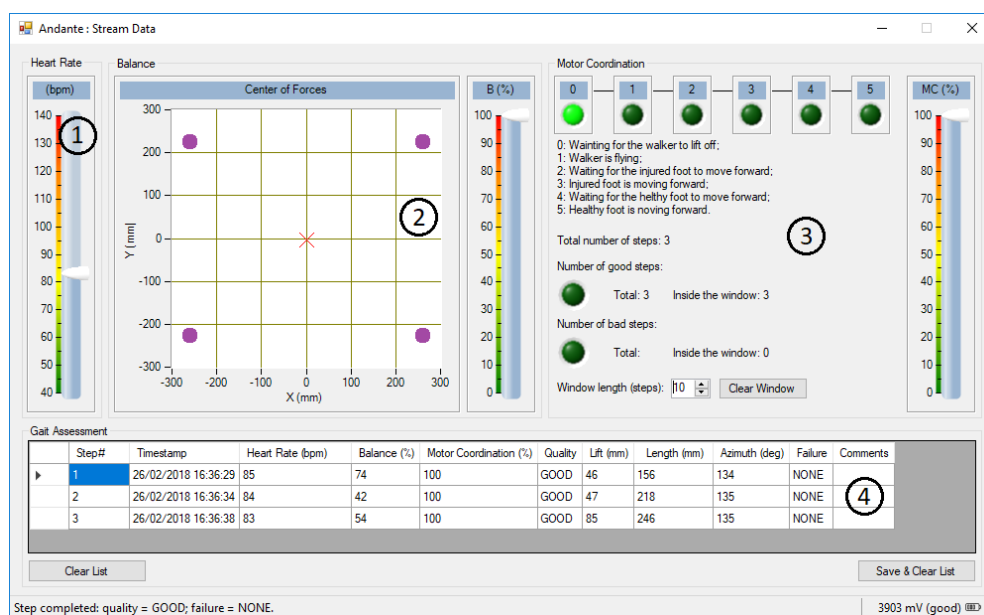 Andante : Stream Data
Heart Rate
(bpm)
140
130
120
110
100
90
80
70
60
50
40
1
Balance
Center of Forces
300
200
100
0
-100
-200
-300
Y (mm)
-300 -200 -100 0 100 200 300
X (mm)
2
B (%)
100
90
80
70
60
50
40
30
20
10
0
Motor Coordination
0 1 2 3 4 5
0: Wainting for the walker to lift off;
1: Walker is flying;
2: Waiting for the injured foot to move forward;
3: Injured foot is moving forward;
4: Waiting for the helthy foot to move forward;
5: Healthy foot is noving forward.
Total number of steps: 3
3
Number of good steps:
Total: 3 Inside the window: 3
Number of bad steps:
Total: Inside the window: 0
Window length (steps): 10 Clear Window
MC (%)
100
90
80
70
60
50
40
30
20
10
0
Gait Assessment
Step# Timestamp Heart Rate (bpm) Balance (%) Motor Coordination (%) Quality Lift (mm) Length (mm) Azimuth (deg) Failure Comments
1 26/02/2018 16:36:29 85 74 100 GOOD 46 156 134 NONE
2 26/02/2018 16:36:34 84 42 100 GOOD 47 218 135 NONE
3 26/02/2018 16:36:38 83 54 100 GOOD 85 246 135 NONE
4
Clear List Save & Clear List
Step completed: quality = GOOD; failure = NONE. 3903 mV (good)